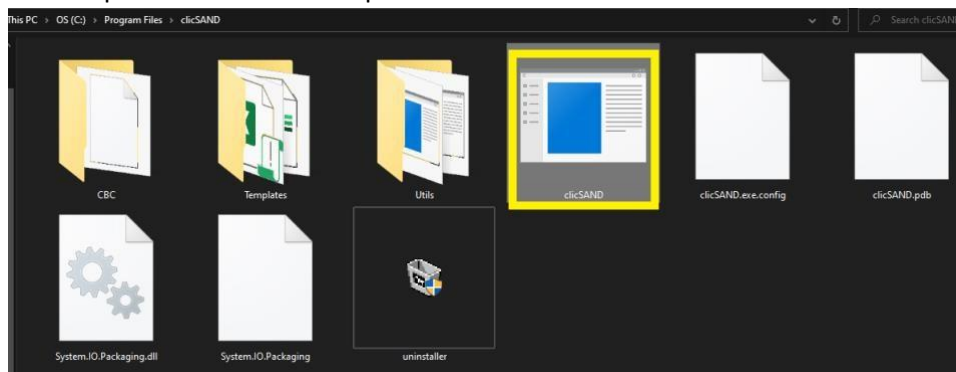 This PC > OS (C:) > Program Files > clicSAND
Search clicSAND
CBC
Templates
Utils
clicSAND
clicSAND.exe.config
clicSAND.pdb
System.IO.Packaging.dll
System.IO.Packaging
uninstaller